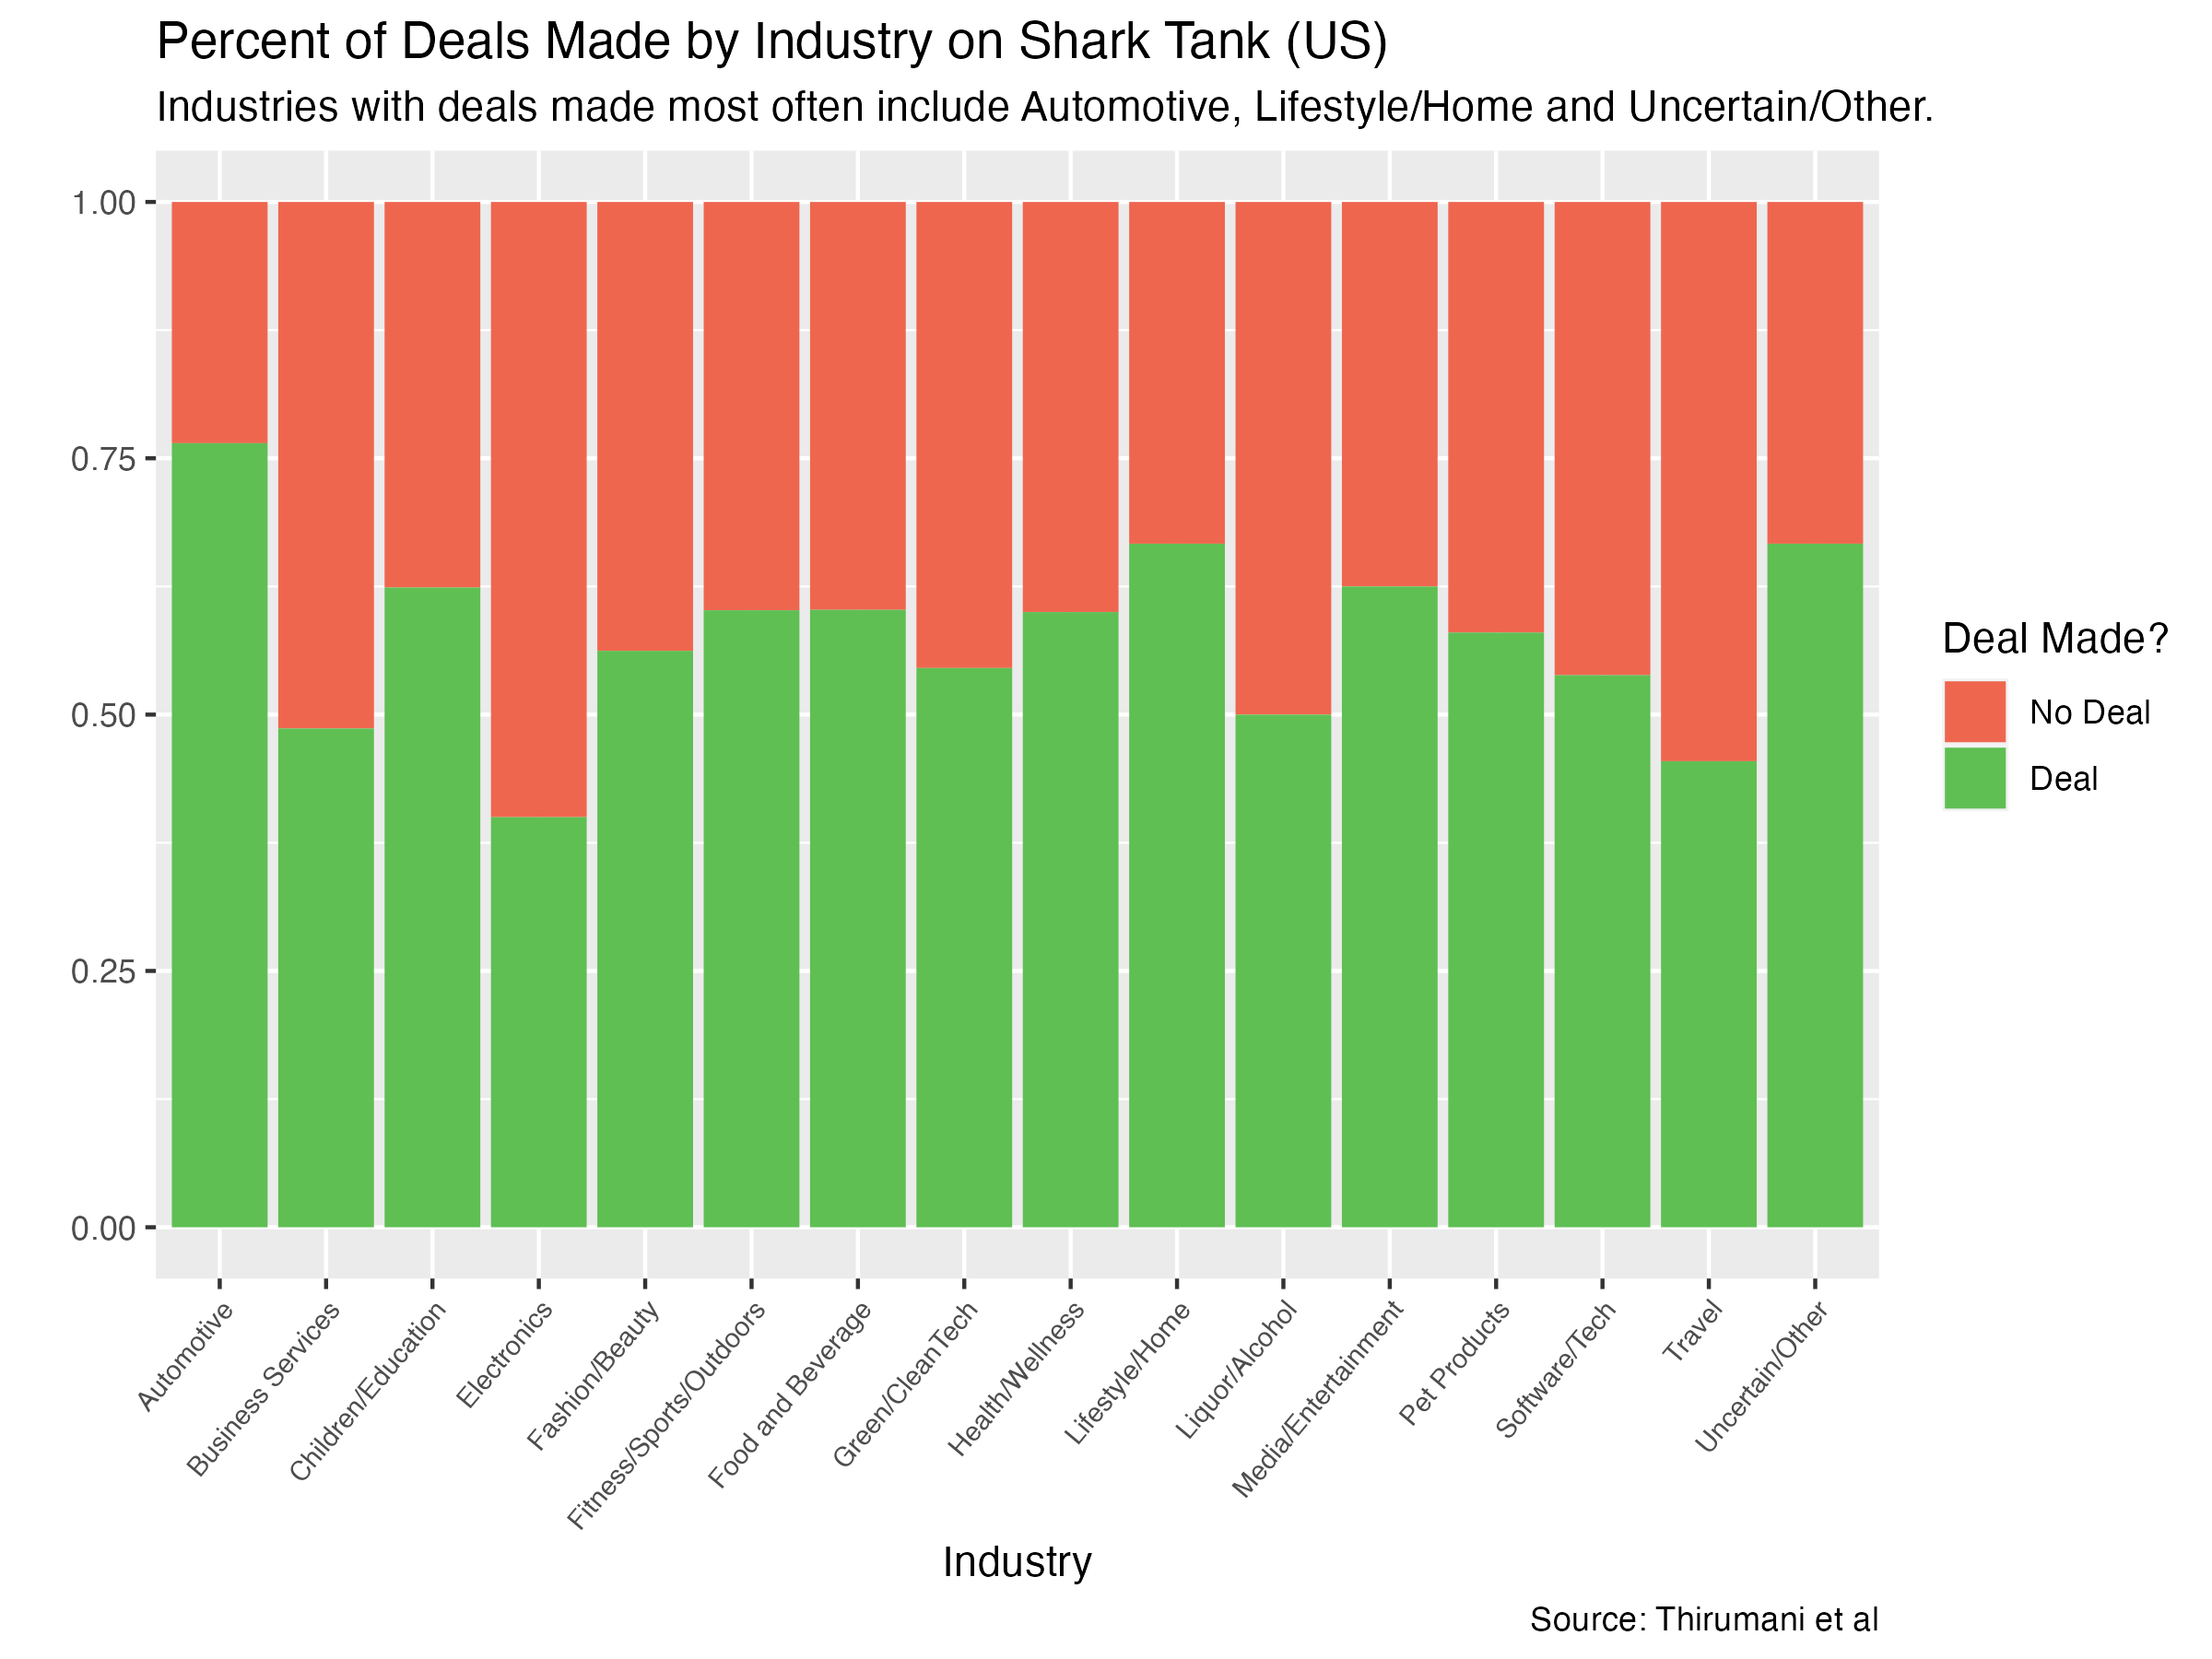 Percent of Deals Made by Industry on Shark Tank (US)
Industries with deals made most often include Automotive, Lifestyle/Home and Uncertain/Other.
1.00
0.75
0.50
0.25
0.00
Deal Made?
No Deal
Deal
Automotive
Business Services
Children/Education
Electronics
Fashion/Beauty
Fitness/Sports/Outdoors
Food and Beverage
Green/CleanTech
Health/Wellness
Lifestyle/Home
Liquor/Alcohol
Media/Entertainment
Pet Products
Software/Tech
Travel
Uncertain/Other
Industry
Source: Thirumani et al